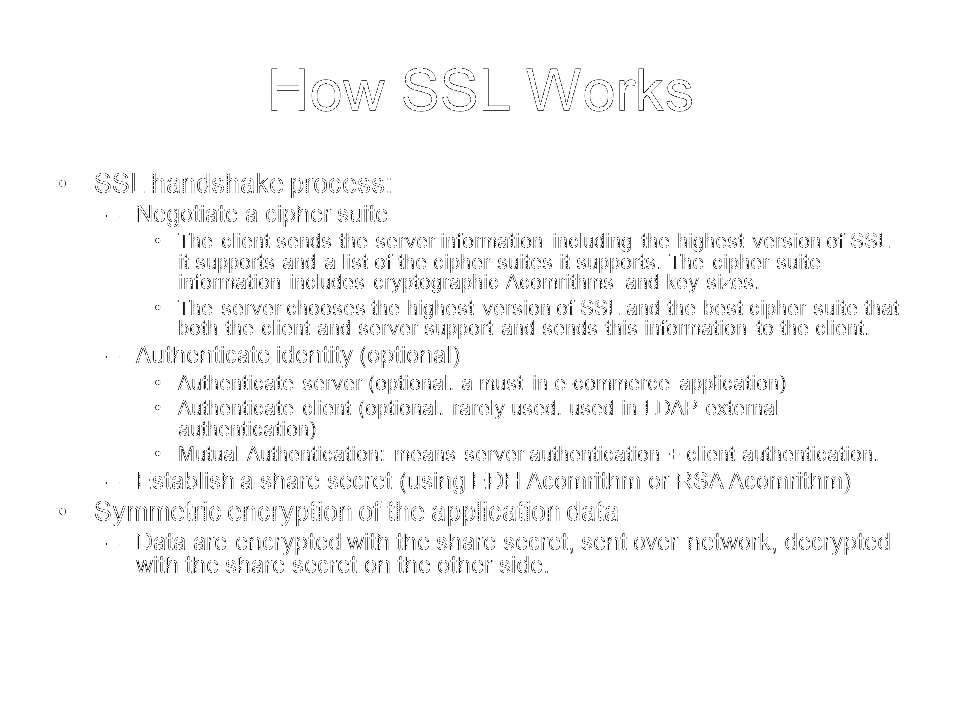 How SSL Works
• SSL handshake process:
– Negotiate a cipher suite
• The client sends the server information including the highest version of SSL
it supports and a list of the cipher suites it supports. The cipher suite
information includes cryptographic Acomrithms and key sizes.
• The server chooses the highest version of SSL and the best cipher suite that
both the client and server support and sends this information to the client.
– Authenticate identity (optional)
• Authenticate server (optional, a must in e-commerce application)
• Authenticate client (optional, rarely used, used in LDAP external
authentication)
• Mutual Authentication: means server authentication + client authentication.
– Establish a share secret (using EDH Acomrithm or RSA Acomrithm)
• Symmetric encryption of the application data
– Data are encrypted with the share secret, sent over network, decrypted
with the share secret on the other side.